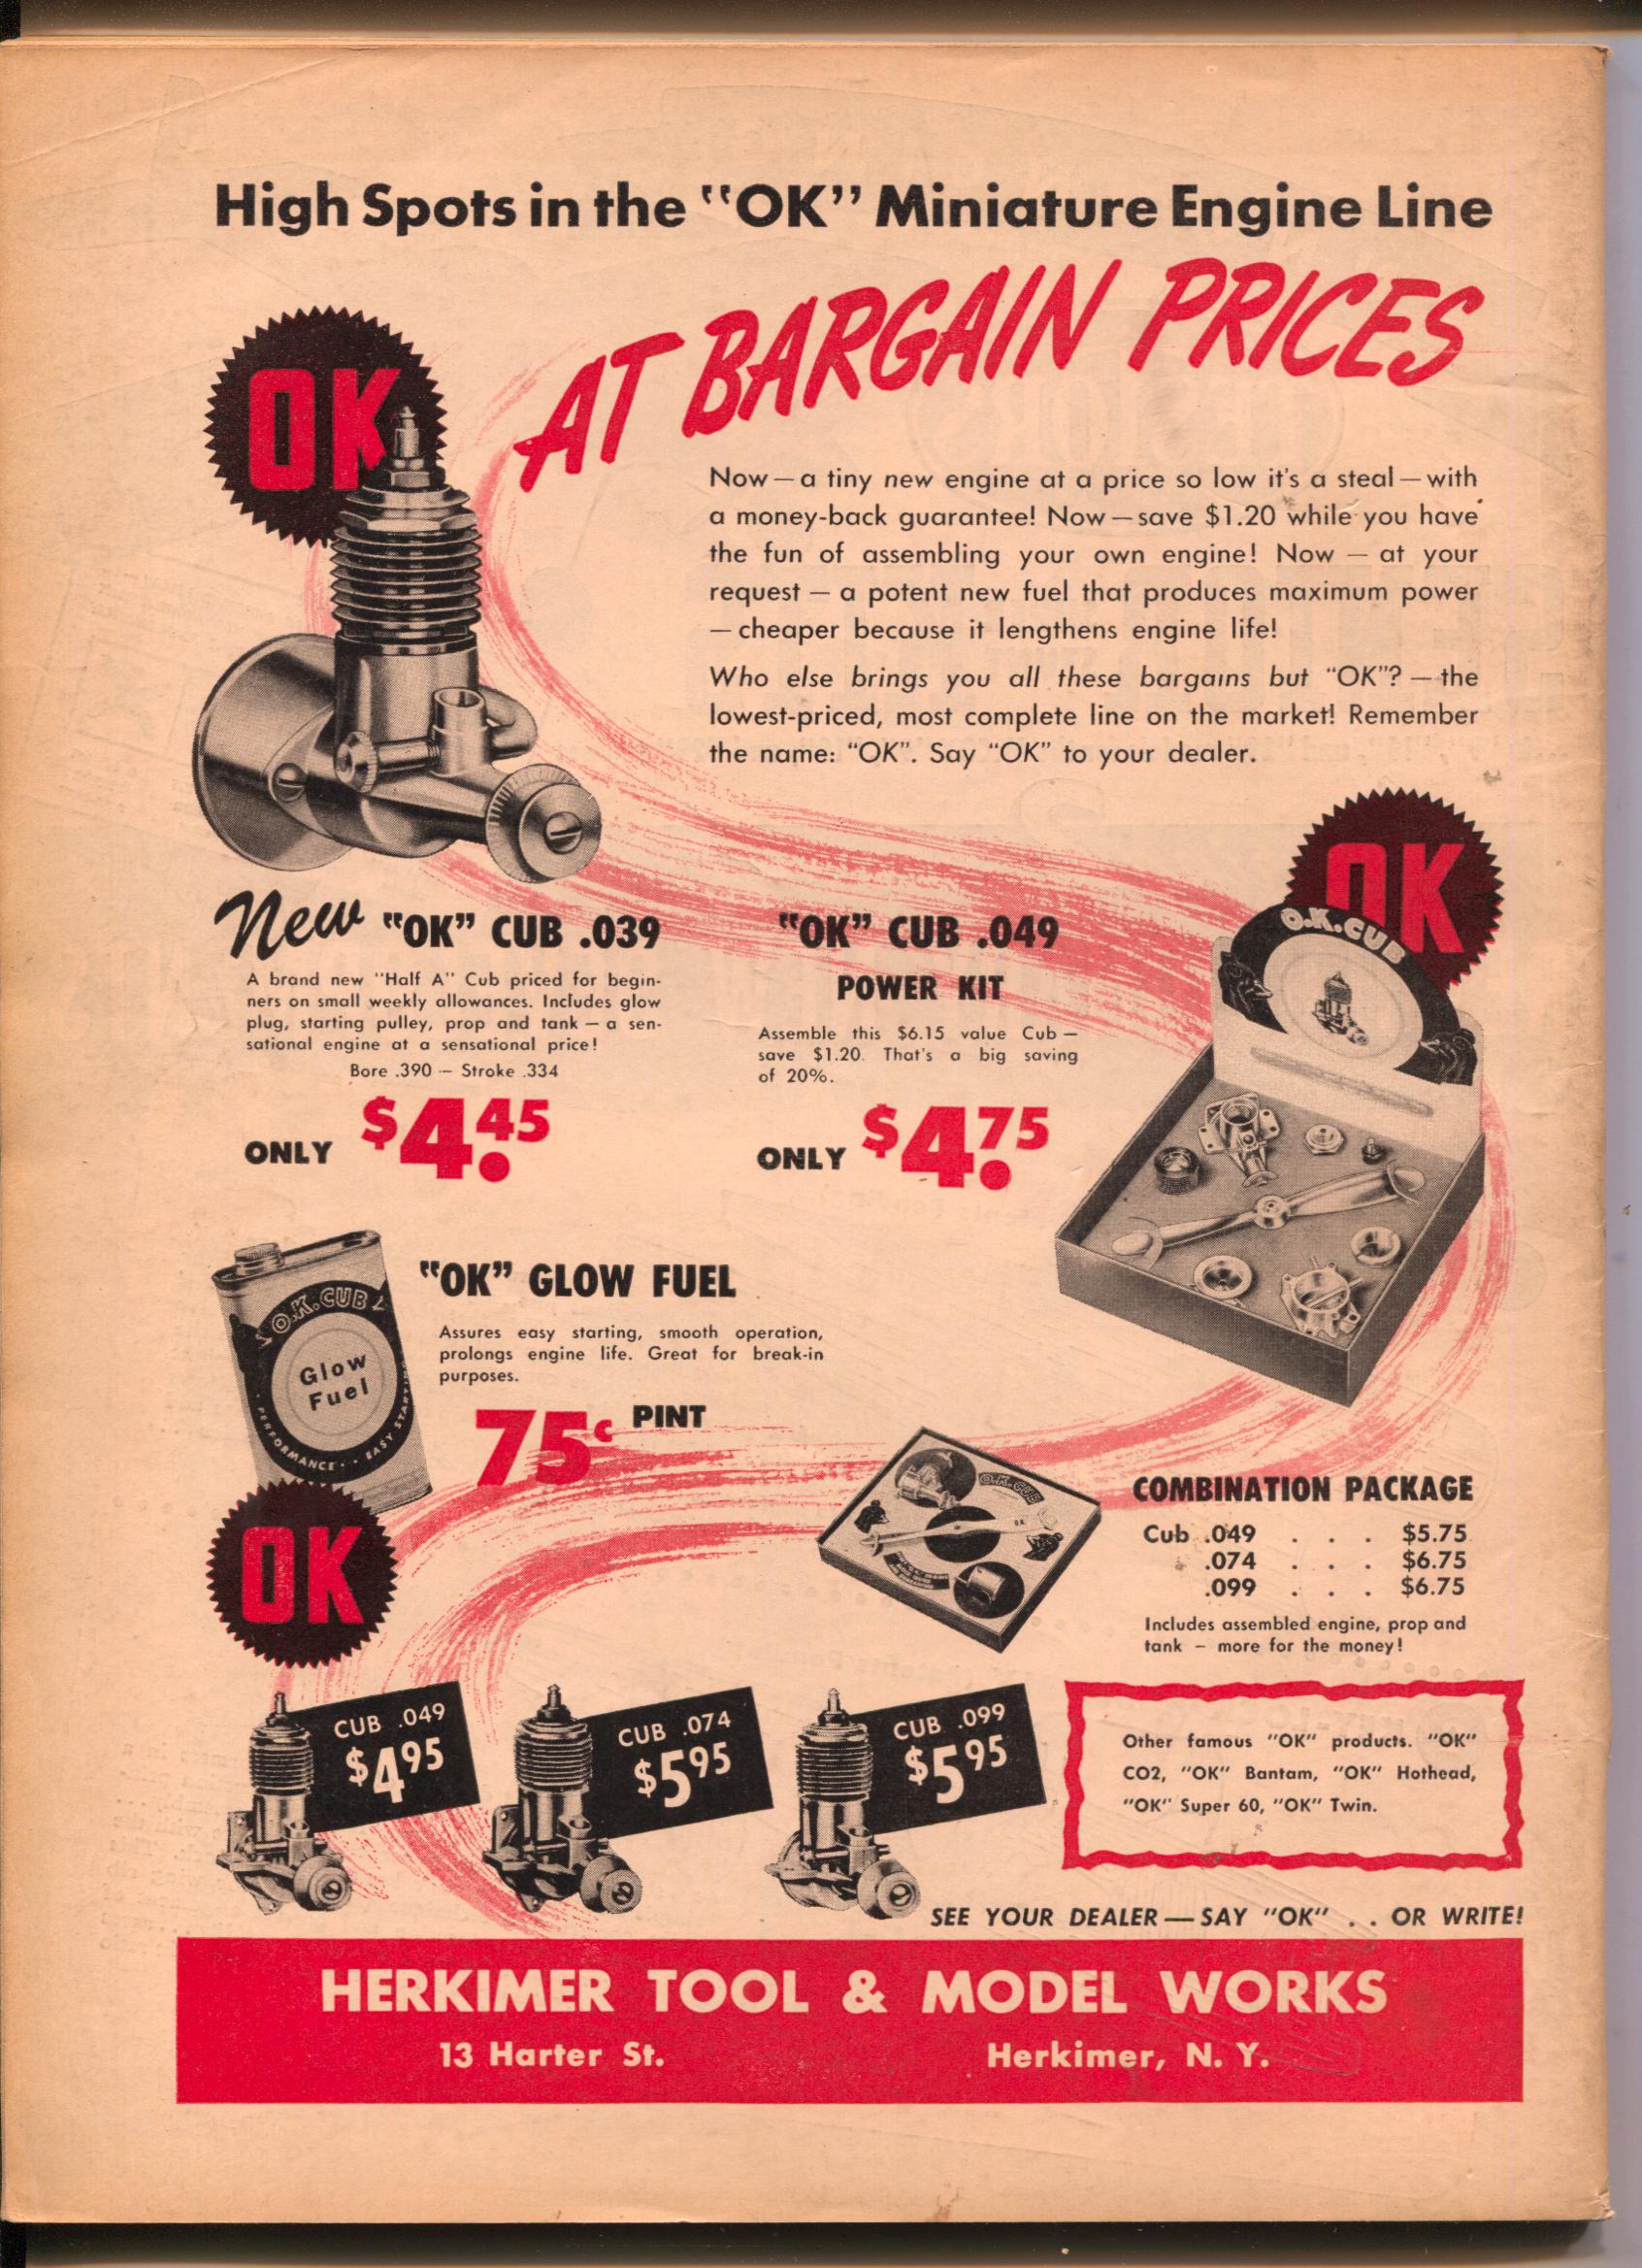 High Spots in the "OK" Miniature Engine Line
AT BARGAIN PRICES
OK
Now — a tiny new engine at a price so low it's a steal — with
a money-back guarantee! Now — save $1.20 while you have
the fun of assembling your own engine! Now — at your
request — a potent new fuel that produces maximum power
— cheaper because it lengthens engine life!
Who else brings you all these bargains but "OK"? — the
lowest-priced, most complete line on the market! Remember
the name: "OK". Say "OK" to your dealer.
OK
O.K. CUB
New "OK" CUB .039
A brand new "Half A" Cub priced for begin-
ners on small weekly allowances. Includes glow
plug, starting pulley, prop and tank — a sen-
sational engine at a sensational price!
Bore .390 — Stroke .334
ONLY $4.45
"OK" CUB .049
POWER KIT
Assemble this $6.15 value Cub —
save $1.20. That's a big saving
of 20%.
ONLY $4.75
O.K. CUB
Glow
Fuel
PERFORMANCE · · EASY STARTING
"OK" GLOW FUEL
Assures easy starting, smooth operation,
prolongs engine life. Great for break-in
purposes.
75c PINT
OK
O.K. CUB
COMBINATION PACKAGE
Cub .049 . . . $5.75
.074 . . . $6.75
.099 . . . $6.75
Includes assembled engine, prop and
tank — more for the money!
CUB .049
$4.95
CUB .074
$5.95
CUB .099
$5.95
Other famous "OK" products. "OK"
CO2, "OK" Bantam, "OK" Hothead,
"OK" Super 60, "OK" Twin.
SEE YOUR DEALER — SAY "OK" . . OR WRITE!
HERKIMER TOOL & MODEL WORKS
13 Harter St. Herkimer, N. Y.